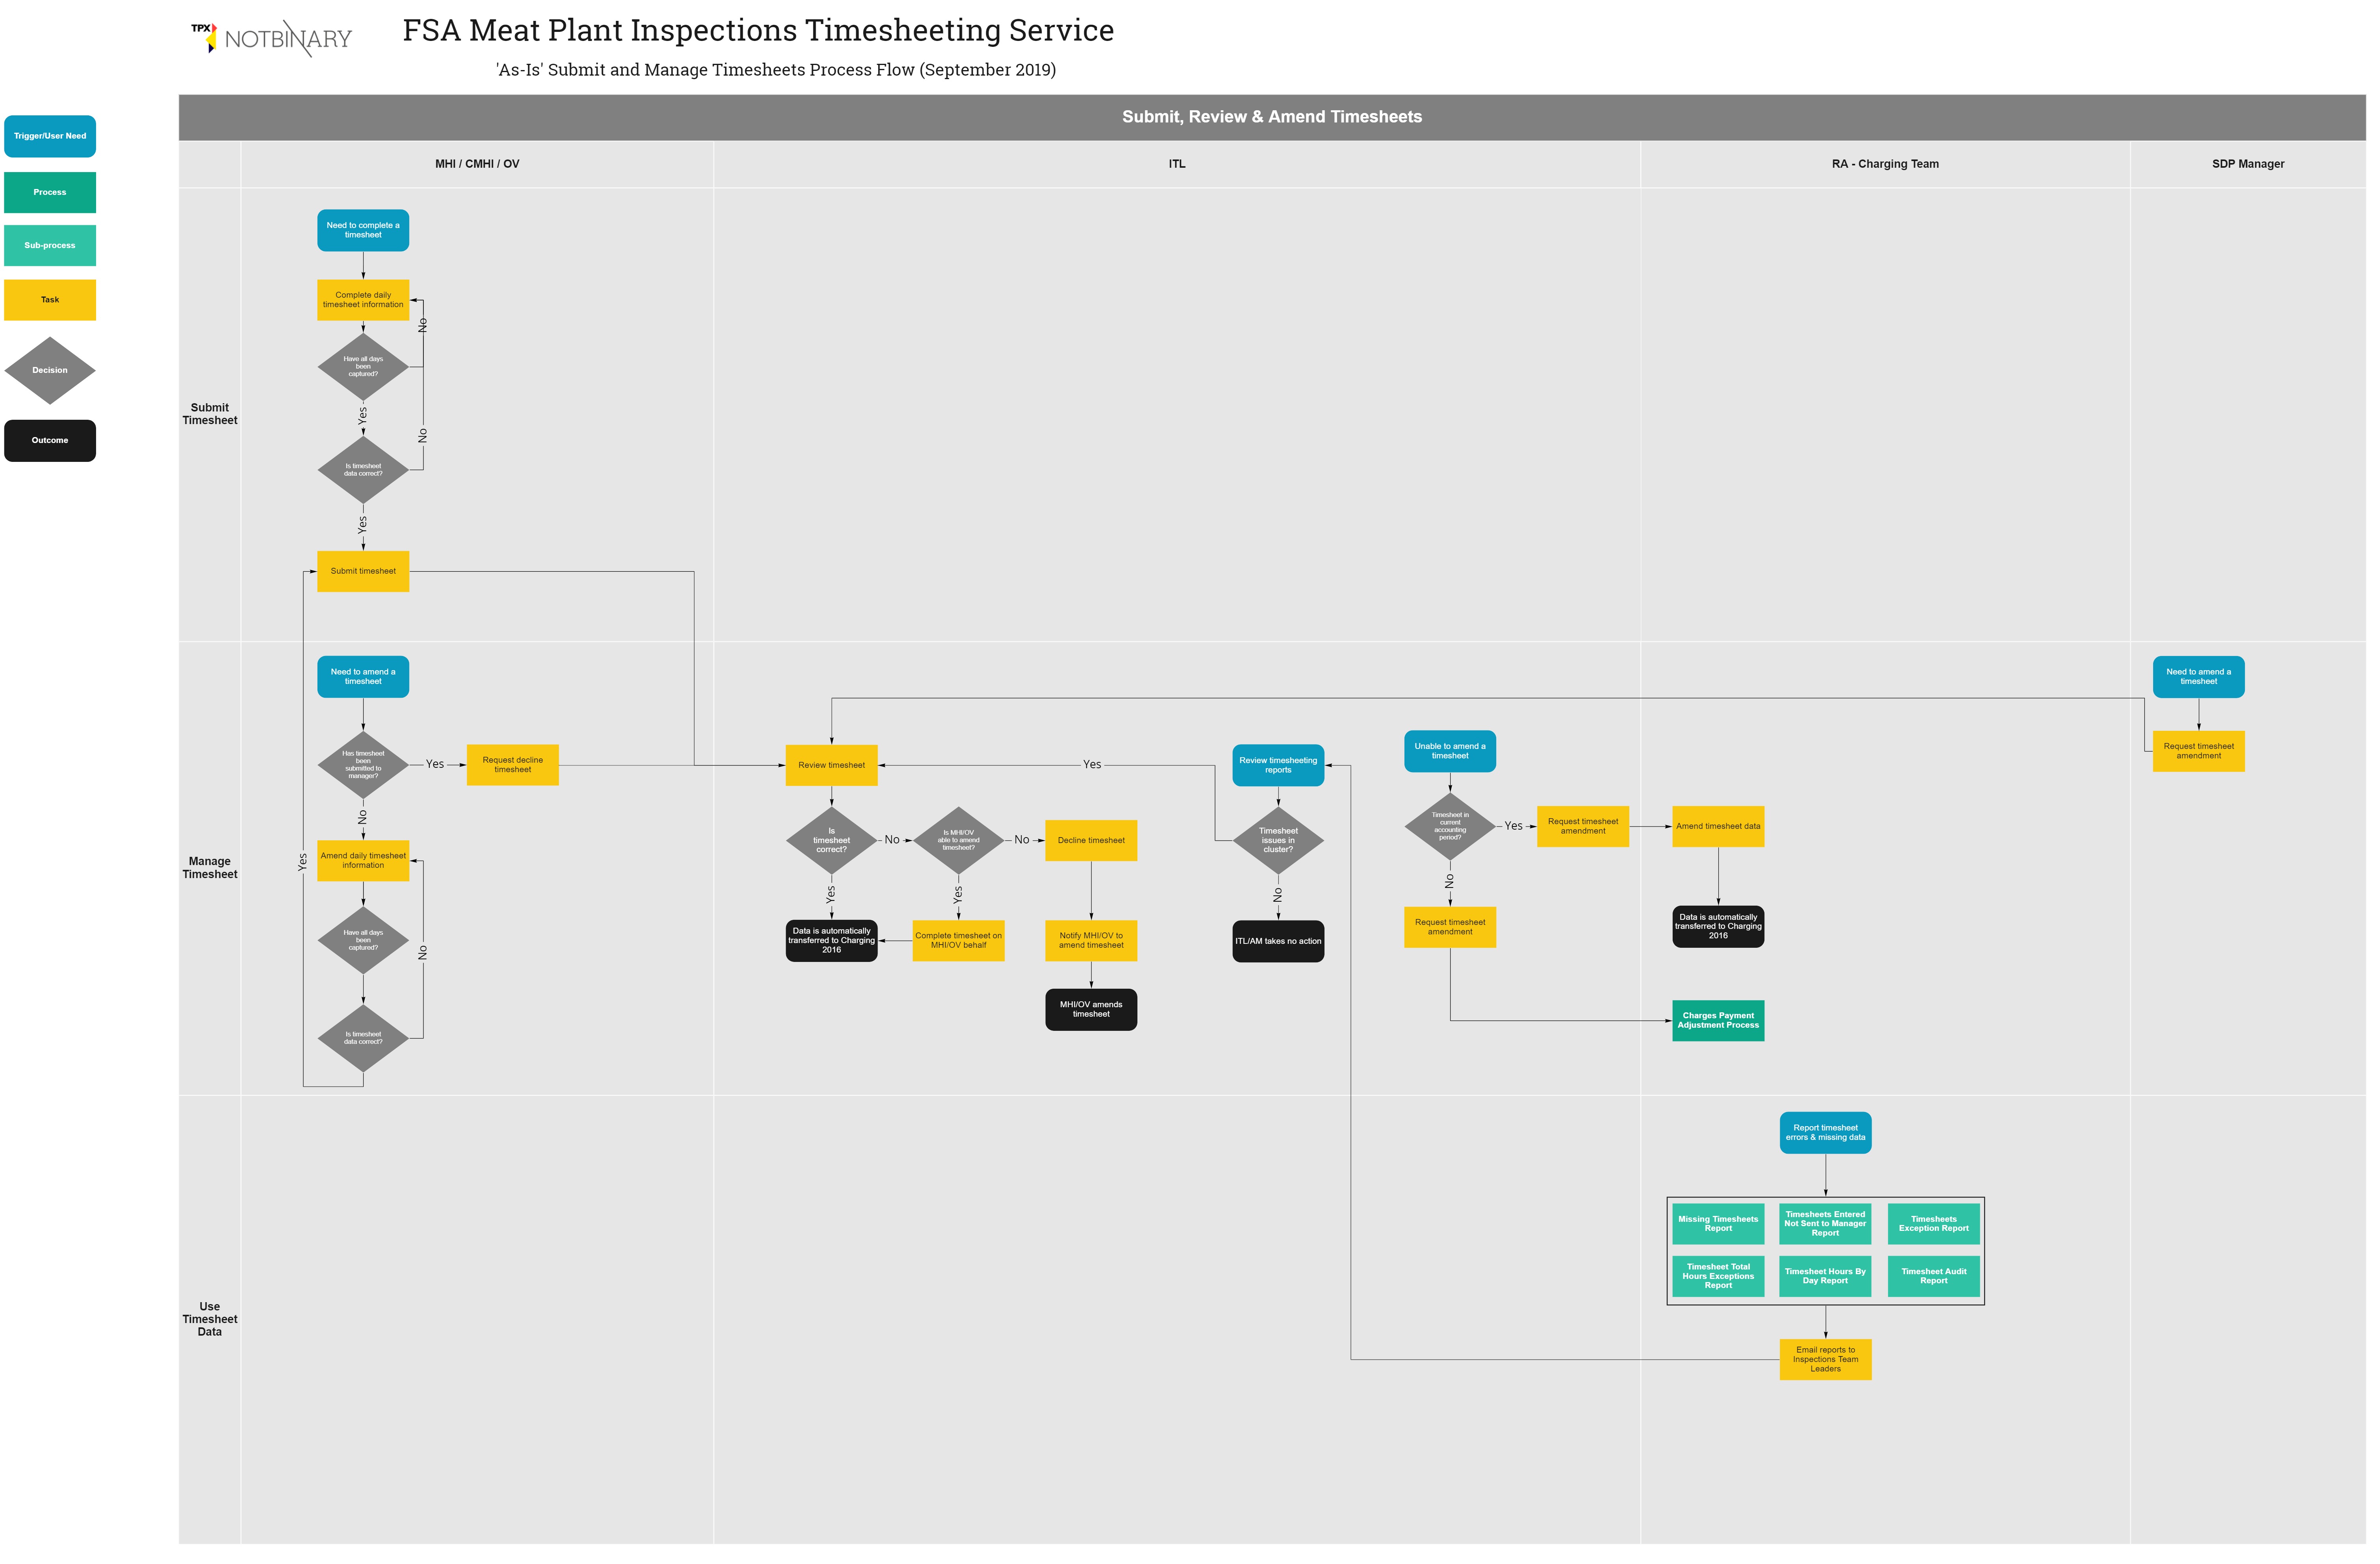 TPX
NOTBINARY
FSA Meat Plant Inspections Timesheeting Service
'As-Is' Submit and Manage Timesheets Process Flow (September 2019)
Trigger/User Need
Process
Sub-process
Task
Decision
Outcome
Submit, Review & Amend Timesheets
MHI / CMHI / OV
ITL
RA - Charging Team
SDP Manager
Submit
Timesheet
Need to complete a
timesheet
Complete daily
timesheet information
No
Have all days
been
captured?
Yes
No
Is timesheet
data correct?
Yes
Submit timesheet
Manage
Timesheet
Need to amend a
timesheet
Has timesheet
been
submitted to
manager?
Yes
Request decline
timesheet
No
Amend daily timesheet
information
Yes
Have all days
been
captured?
No
Is timesheet
data correct?
Review timesheet
Yes
Is
timesheet
correct?
No
Is MHI/OV
able to amend
timesheet?
No
Decline timesheet
Yes
Yes
Data is automatically
transferred to Charging
2016
Complete timesheet on
MHI/OV behalf
Notify MHI/OV to
amend timesheet
MHI/OV amends
timesheet
Review timesheeting
reports
Timesheet
issues in
cluster?
No
ITL/AM takes no action
Unable to amend a
timesheet
Timesheet in
current
accounting
period?
Yes
Request timesheet
amendment
No
Request timesheet
amendment
Amend timesheet data
Data is automatically
transferred to Charging
2016
Charges Payment
Adjustment Process
Need to amend a
timesheet
Request timesheet
amendment
Use
Timesheet
Data
Report timesheet
errors & missing data
Missing Timesheets
Report
Timesheets Entered
Not Sent to Manager
Report
Timesheets
Exception Report
Timesheet Total
Hours Exceptions
Report
Timesheet Hours By
Day Report
Timesheet Audit
Report
Email reports to
Inspections Team
Leaders